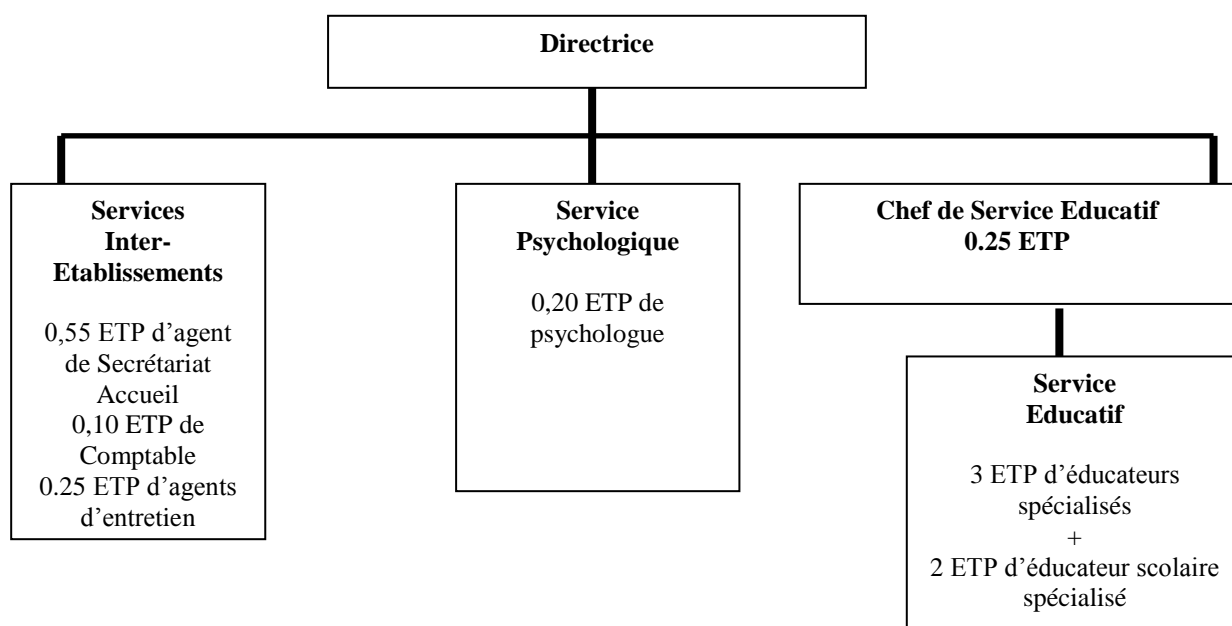 Directrice
Services
Inter-
Etablissements
0,55 ETP d’agent
de Secrétariat
Accueil
0,10 ETP de
Comptable
0.25 ETP d’agents
d’entretien
Service
Psychologique
0,20 ETP de
psychologue
Chef de Service Educatif
0.25 ETP
Service
Educatif
3 ETP d’éducateurs
spécialisés
+
2 ETP d’éducateur scolaire
spécialisé